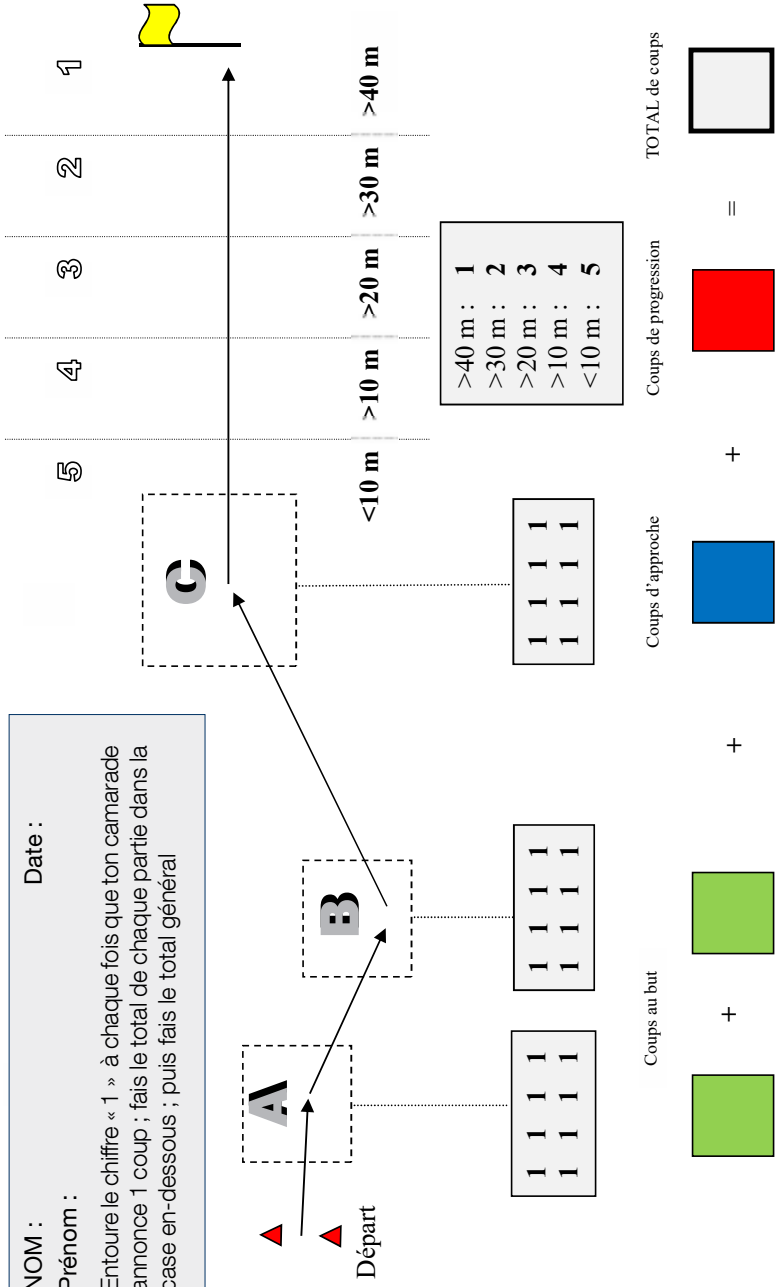 NOM :	Date :
Prénom :
Entoure le chiffre « 1 » à chaque fois que ton camarade
annonce 1 coup ; fais le total de chaque partie dans la
case en-dessous ; puis fais le total général
5 4 3 2 1
A
B
C
Départ
<10 m >10 m >20 m >30 m >40 m
>40 m : 1
>30 m : 2
>20 m : 3
>10 m : 4
<10 m : 5
1 1 1 1
1 1 1 1
1 1 1 1
1 1 1 1
1 1 1 1
1 1 1 1
Coups au but
Coups d'approche
Coups de progression
TOTAL de coups
+ + + =